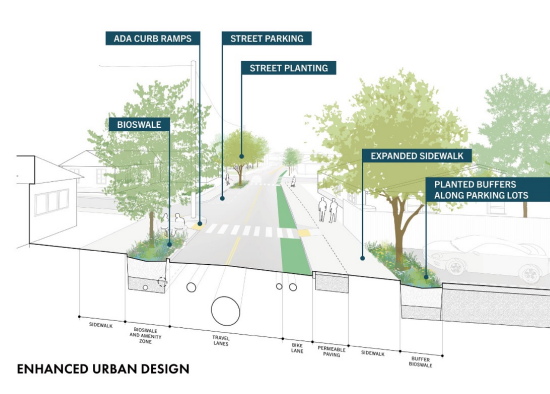 ADA CURB RAMPS
STREET PARKING
STREET PLANTING
BIOSWALE
EXPANDED SIDEWALK
PLANTED BUFFERS
ALONG PARKING LOTS
SIDEWALK
BIOSWALE
AND AMENITY
ZONE
TRAVEL
LANES
BIKE
LANE
PERMEABLE
PAVING
SIDEWALK
BUFFER
BIOSWALE
ENHANCED URBAN DESIGN